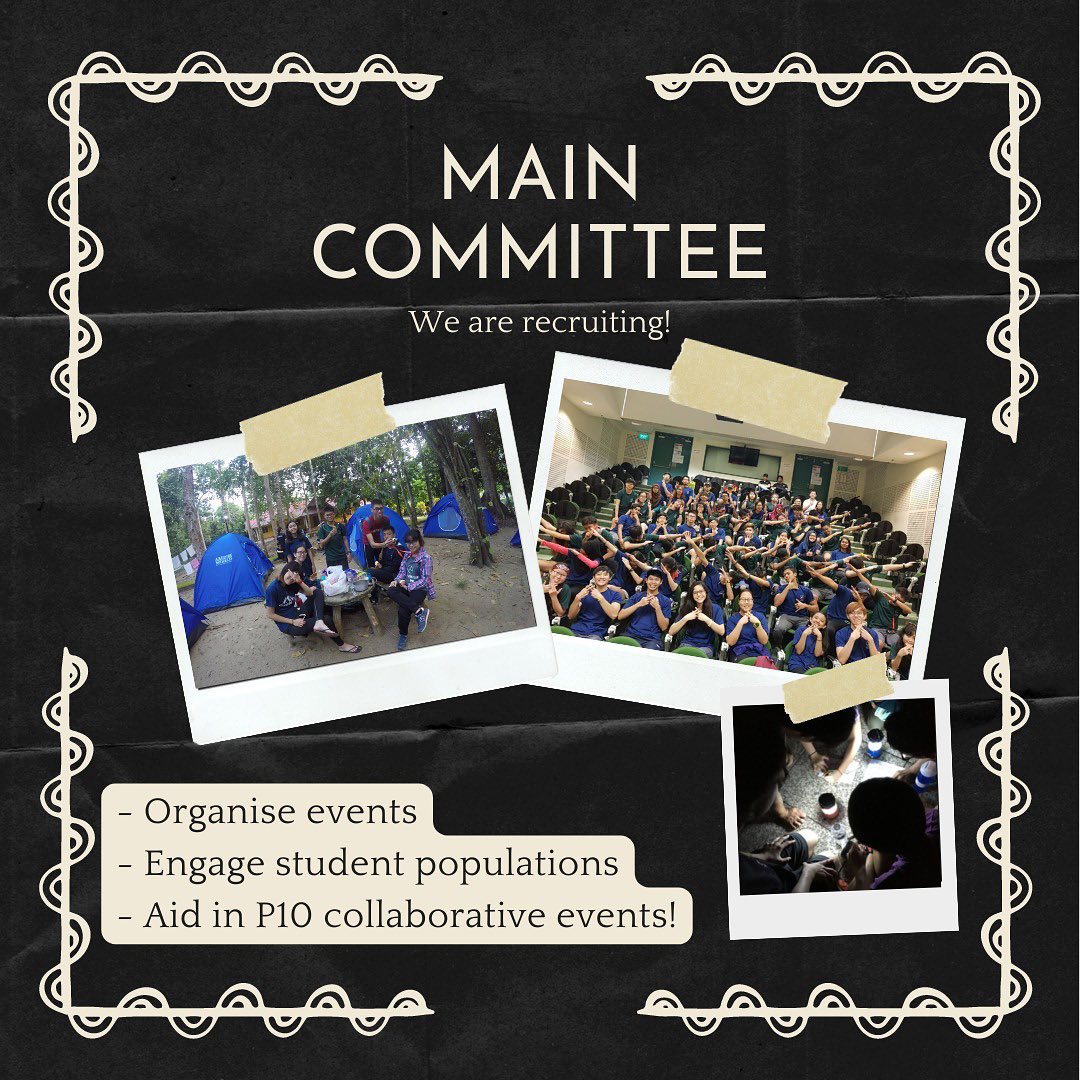 MAIN
COMMITTEE
We are recruiting!
- Organise events
- Engage student populations
- Aid in P10 collaborative events!